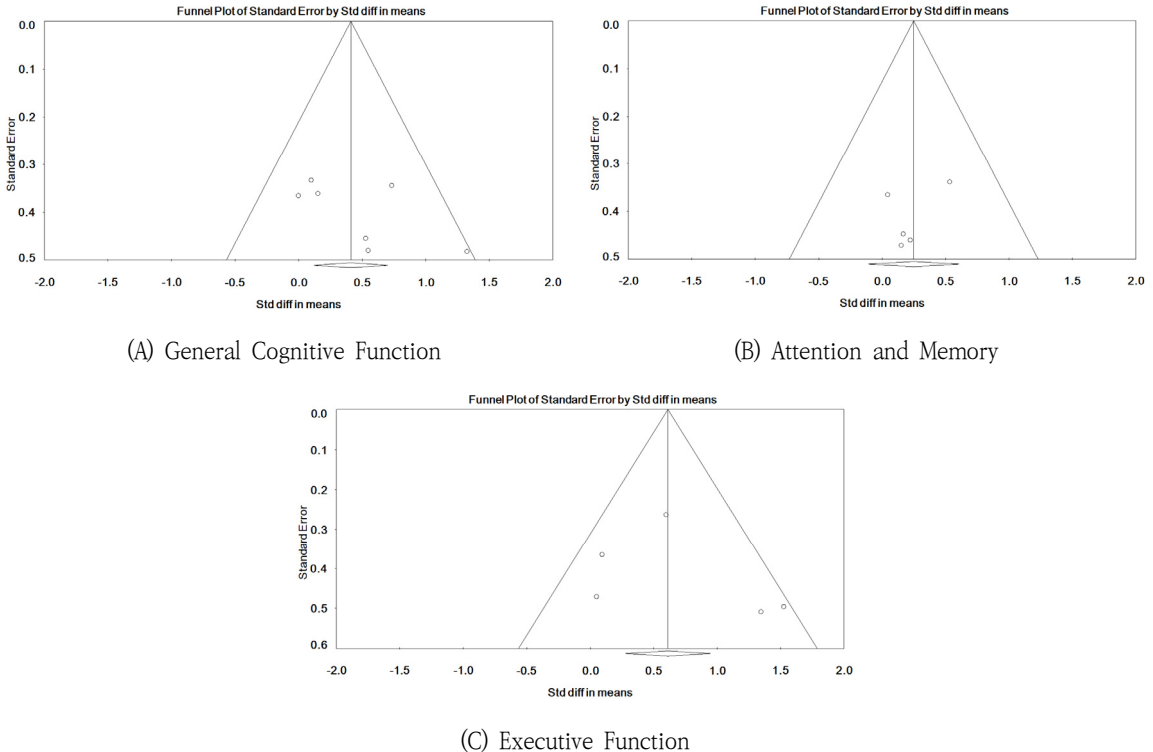 Funnel Plot of Standard Error by Std diff in means
0.0
0.1
0.2
0.3
0.4
0.5
Standard Error
-2.0 -1.5 -1.0 -0.5 0.0 0.5 1.0 1.5 2.0
Std diff in means
(A) General Cognitive Function
Funnel Plot of Standard Error by Std diff in means
0.0
0.1
0.2
0.3
0.4
0.5
Standard Error
-2.0 -1.5 -1.0 -0.5 0.0 0.5 1.0 1.5 2.0
Std diff in means
(B) Attention and Memory
Funnel Plot of Standard Error by Std diff in means
0.0
0.1
0.2
0.3
0.4
0.5
0.6
Standard Error
-2.0 -1.5 -1.0 -0.5 0.0 0.5 1.0 1.5 2.0
Std diff in means
(C) Executive Function